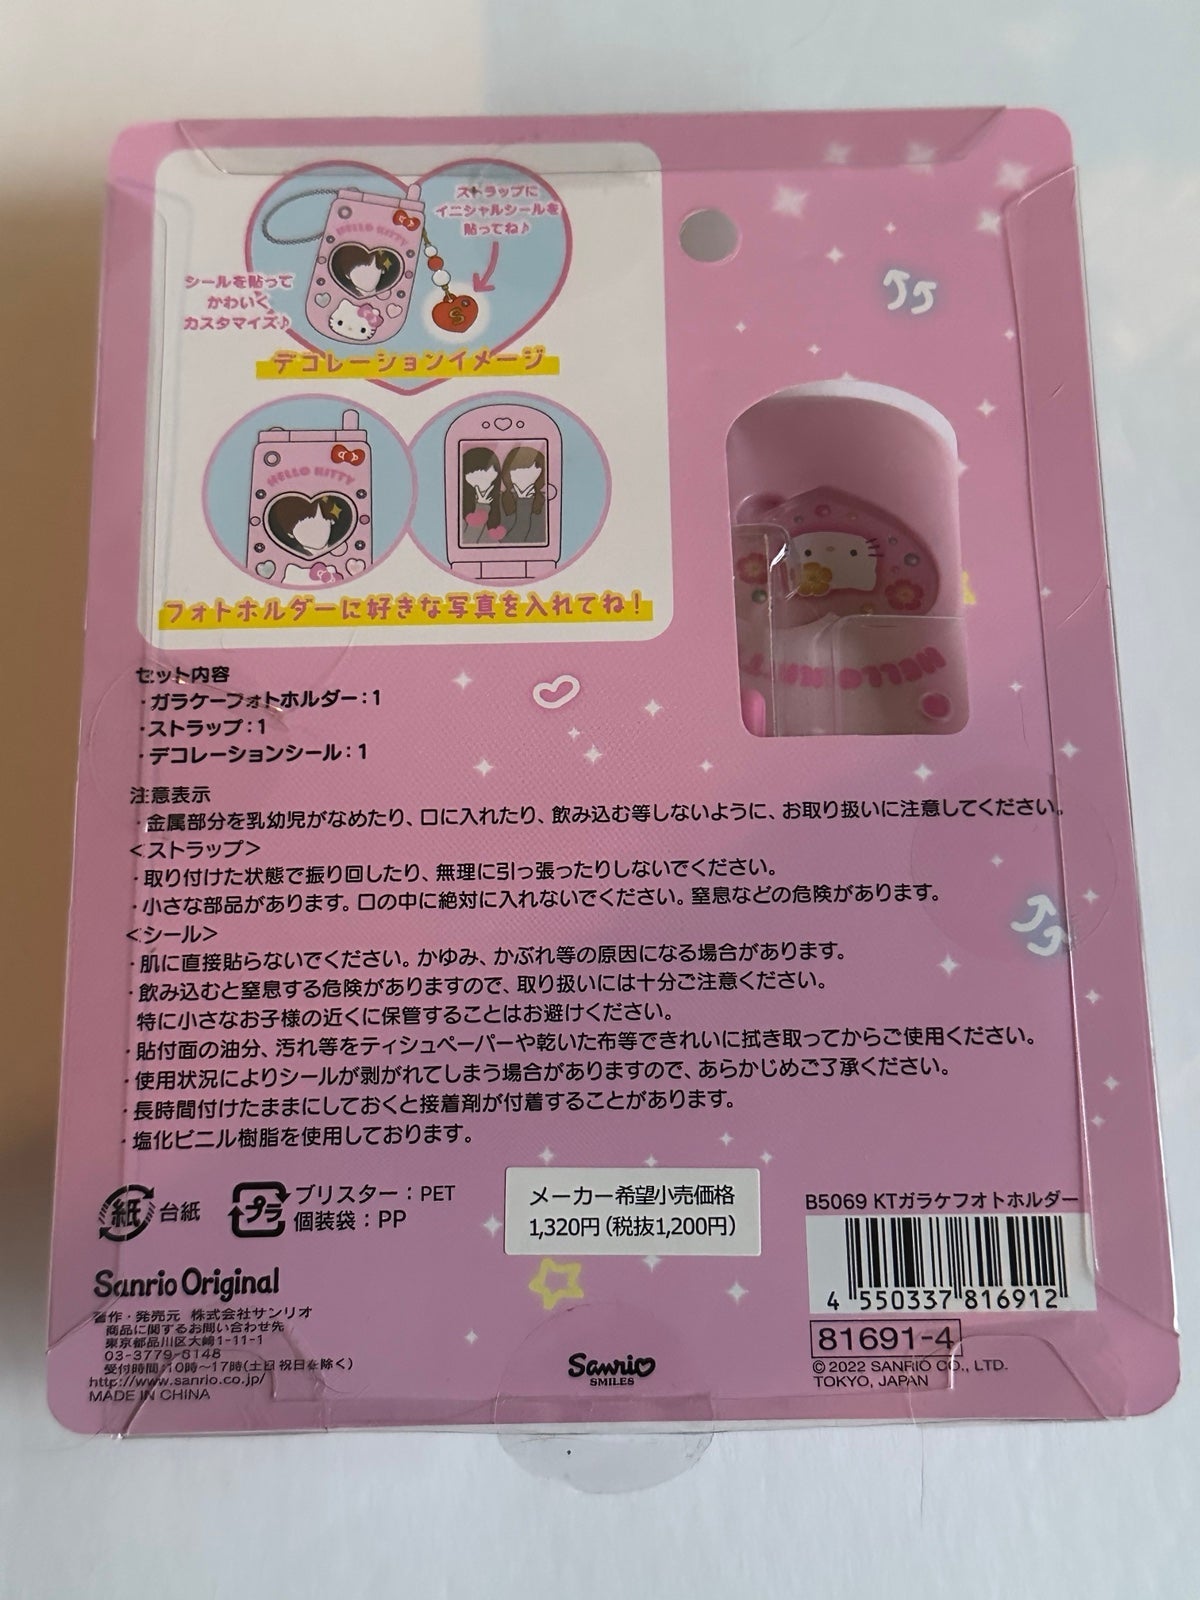 ストラップに
イニシャルシールを
貼ってね♪
シールを貼って
かわいく
カスタマイズ♪
HELLO KITTY
S
デコレーションイメージ
HELLO KITTY
フォトホルダーに好きな写真を入れてね！
セット内容
・ガラケーフォトホルダー：1
・ストラップ：1
・デコレーションシール：1
注意表示
・金属部分を乳幼児がなめたり、口に入れたり、飲み込む等しないように、お取り扱いに注意してください。
＜ストラップ＞
・取り付けた状態で振り回したり、無理に引っ張ったりしないでください。
・小さな部品があります。口の中に絶対に入れないでください。窒息などの危険があります。
＜シール＞
・肌に直接貼らないでください。かゆみ、かぶれ等の原因になる場合があります。
・飲み込むと窒息する危険がありますので、取り扱いには十分ご注意ください。
特に小さなお子様の近くに保管することはお避けください。
・貼付面の油分、汚れ等をティシュペーパーや乾いた布等できれいに拭き取ってからご使用ください。
・使用状況によりシールが剥がれてしまう場合がありますので、あらかじめご了承ください。
・長時間付けたままにしておくと接着剤が付着することがあります。
・塩化ビニル樹脂を使用しております。
紙 台紙
プラ ブリスター：PET
個装袋：PP
メーカー希望小売価格
1,320円（税抜1,200円）
B5069 KTガラケフォトホルダー
4 550337 816912
81691-4
© 2022 SANRIO CO., LTD.
TOKYO, JAPAN
Sanrio Original
著作・発売元 株式会社サンリオ
商品に関するお問い合わせ先
東京都品川区大崎1-11-1
03-3779-8148
受付時間:10時〜17時(土日祝日を除く)
http://www.sanrio.co.jp/
MADE IN CHINA
Sanrio
SMILES